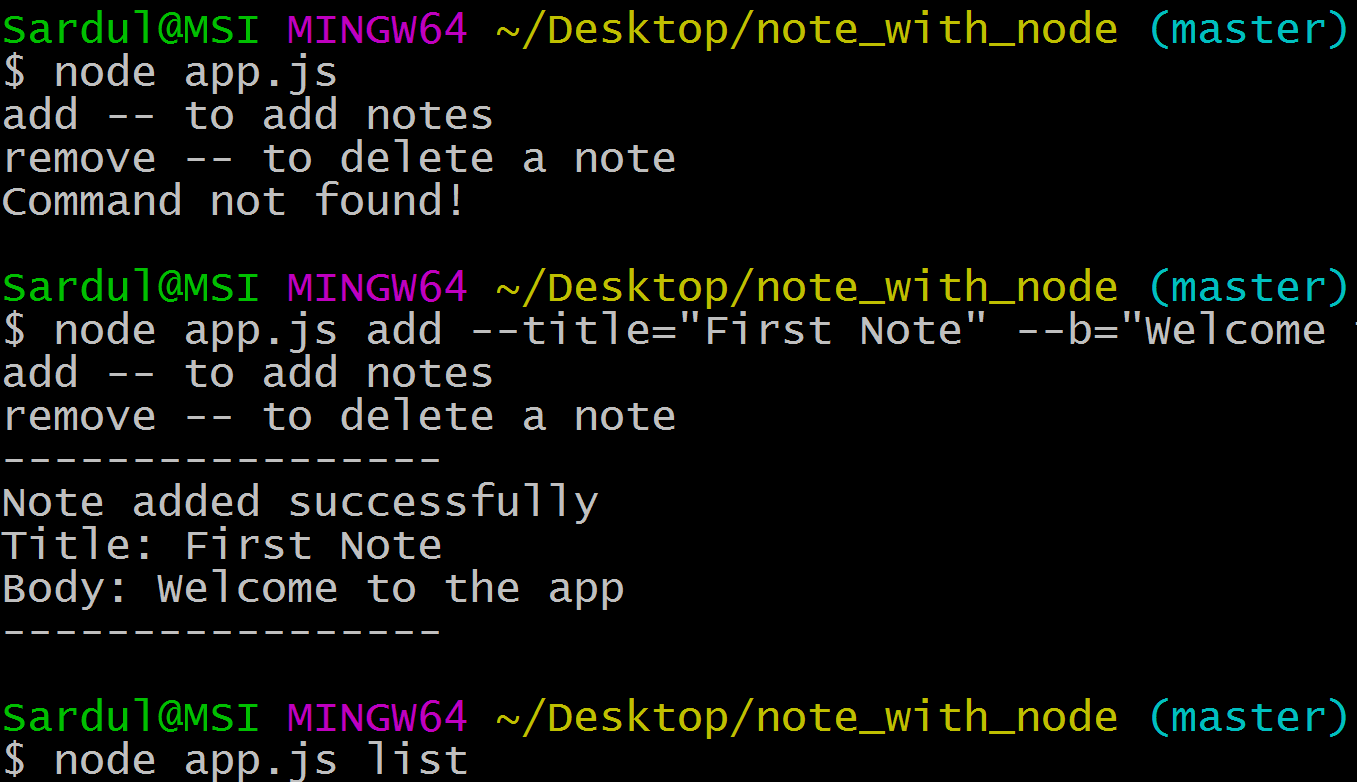 Sardul@MSI MINGW64 ~/Desktop/note_with_node (master)
$ node app.js
add -- to add notes
remove -- to delete a note
Command not found!
Sardul@MSI MINGW64 ~/Desktop/note_with_node (master)
$ node app.js add --title="First Note" --b="Welcome
add -- to add notes
remove -- to delete a note
-----------------
Note added successfully
Title: First Note
Body: Welcome to the app
-----------------
Sardul@MSI MINGW64 ~/Desktop/note_with_node (master)
$ node app.js list